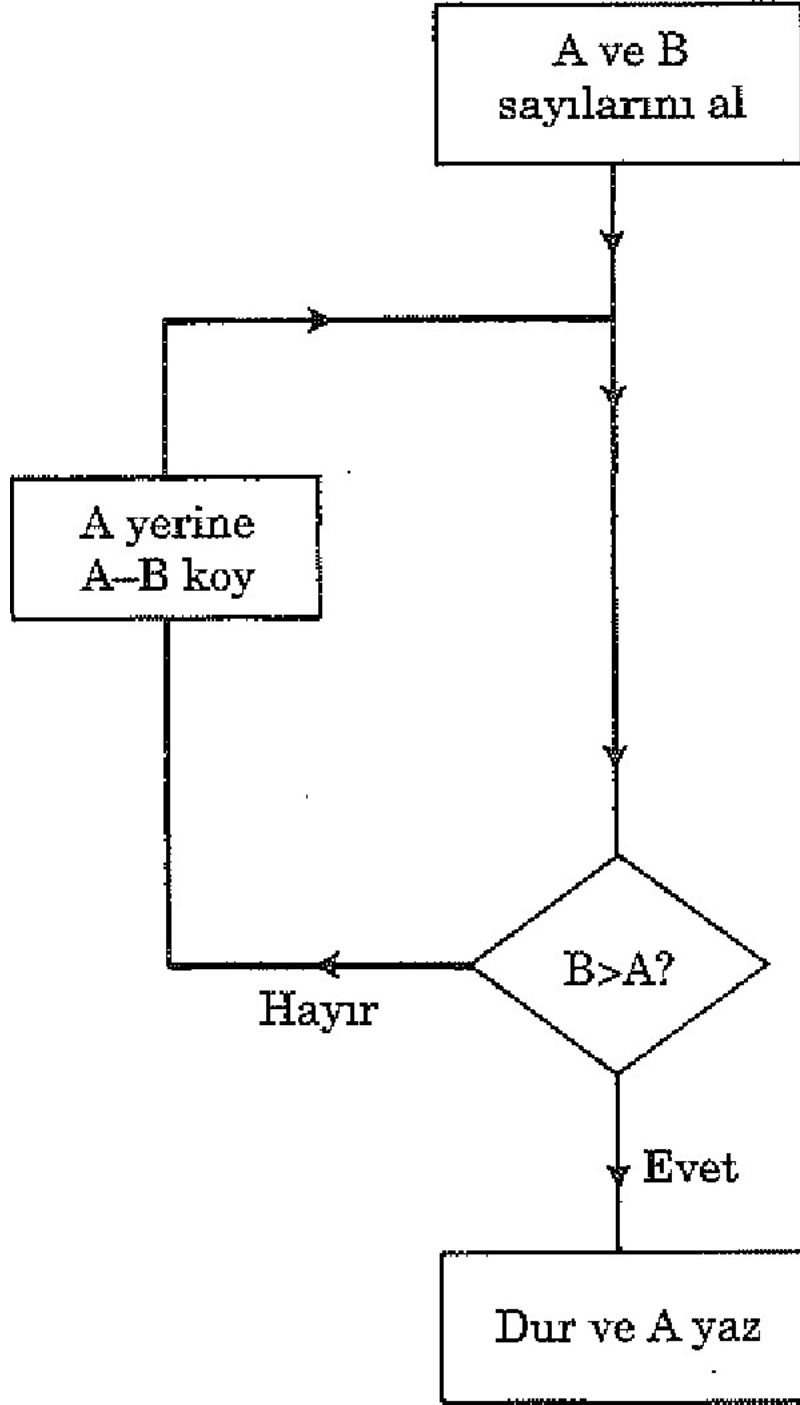 A ve B
sayılarını al
A yerine
A–B koy
B>A?
Hayır
Evet
Dur ve A yaz